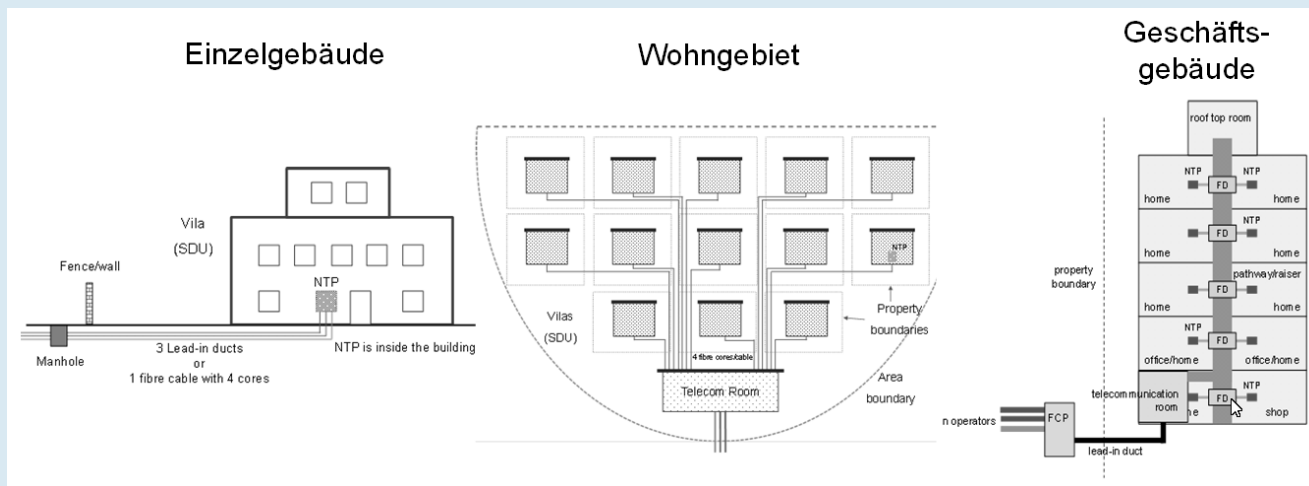 Einzelgebäude
Vila
(SDU)
Fence/wall
NTP
Manhole
3 Lead-in ducts
or
1 fibre cable with 4 cores
NTP is inside the building
Wohngebiet
NTP
Vilas
(SDU)
Property
boundaries
4 fibre cores/cable
Telecom Room
Area
boundary
Geschäfts-
gebäude
roof top room
NTP
NTP
FD
home
home
NTP
FD
home
home
property
boundary
pathway/raiser
FD
home
home
NTP
FD
office/home
office/home
telecommunication
room
NTP
FD
shop
n operators
FCP
lead-in duct